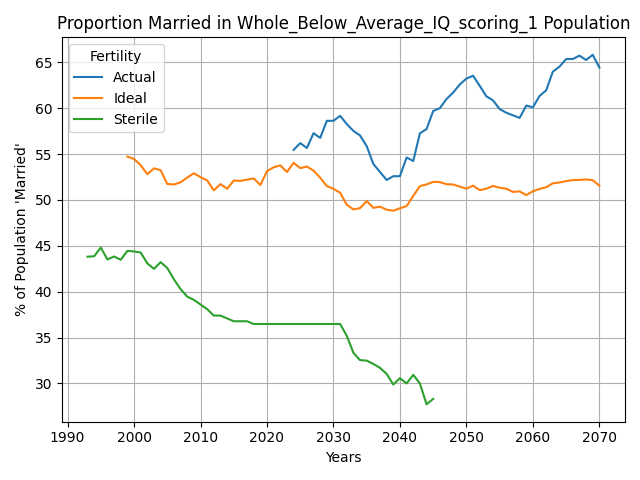 Proportion Married in Whole_Below_Average_IQ_scoring_1 Population
Fertility
Actual
Ideal
Sterile
% of Population 'Married'
65
60
55
50
45
40
35
30
1990 2000 2010 2020 2030 2040 2050 2060 2070
Years